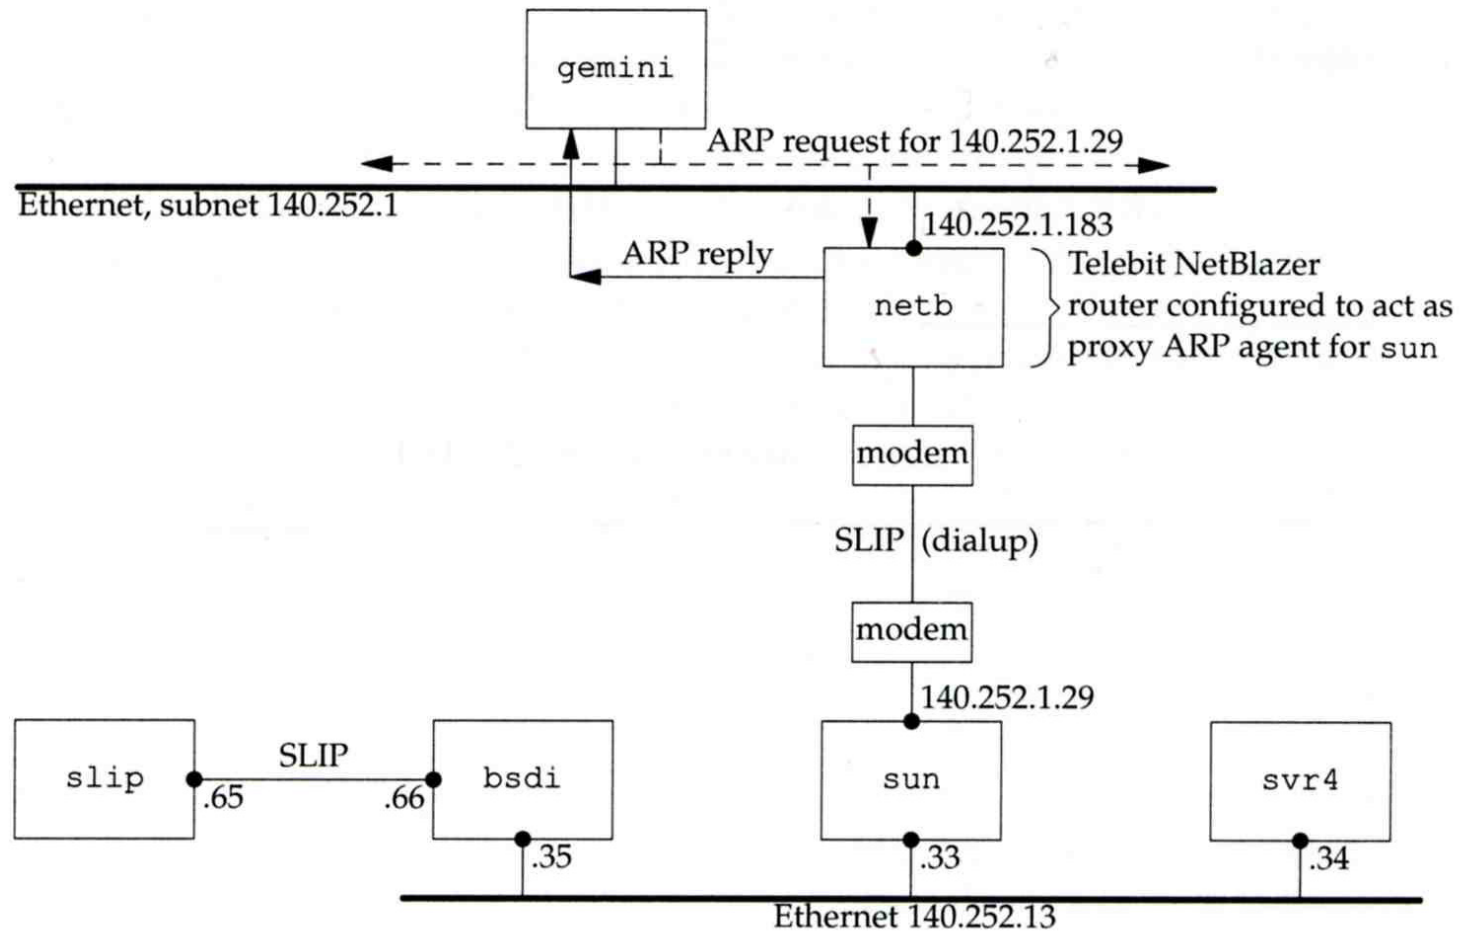 gemini
ARP request for 140.252.1.29
Ethernet, subnet 140.252.1
140.252.1.183
ARP reply
netb
Telebit NetBlazer
router configured to act as
proxy ARP agent for sun
modem
SLIP (dialup)
modem
140.252.1.29
slip
SLIP
.65
.66
bsdi
sun
svr4
.35
.33
.34
Ethernet 140.252.13